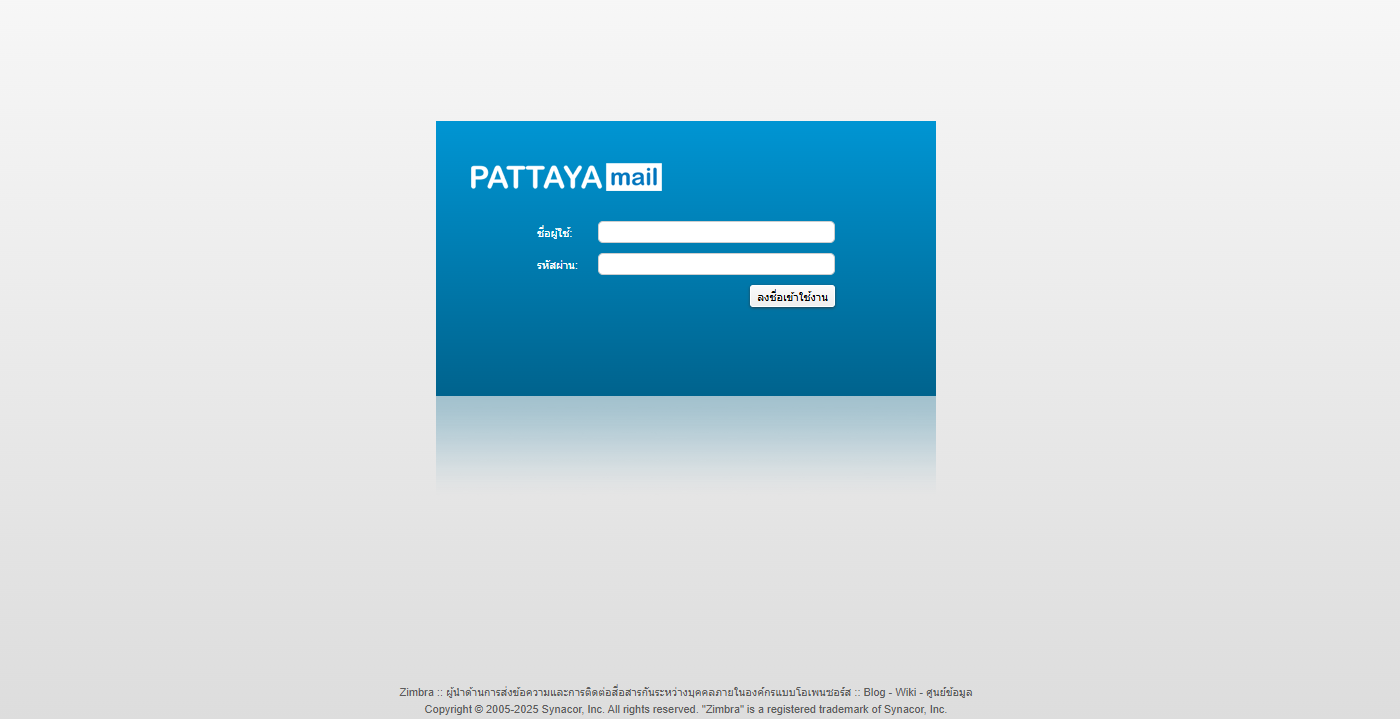 PATTAYA mail
ชื่อผู้ใช้:
รหัสผ่าน:
ลงชื่อเข้าใช้งาน
Zimbra :: ผู้นำด้านการส่งข้อความและการติดต่อสื่อสารกันระหว่างบุคคลภายในองค์กรแบบโอเพนซอร์ส :: Blog - Wiki - ศูนย์ข้อมูล
Copyright © 2005-2025 Synacor, Inc. All rights reserved. "Zimbra" is a registered trademark of Synacor, Inc.